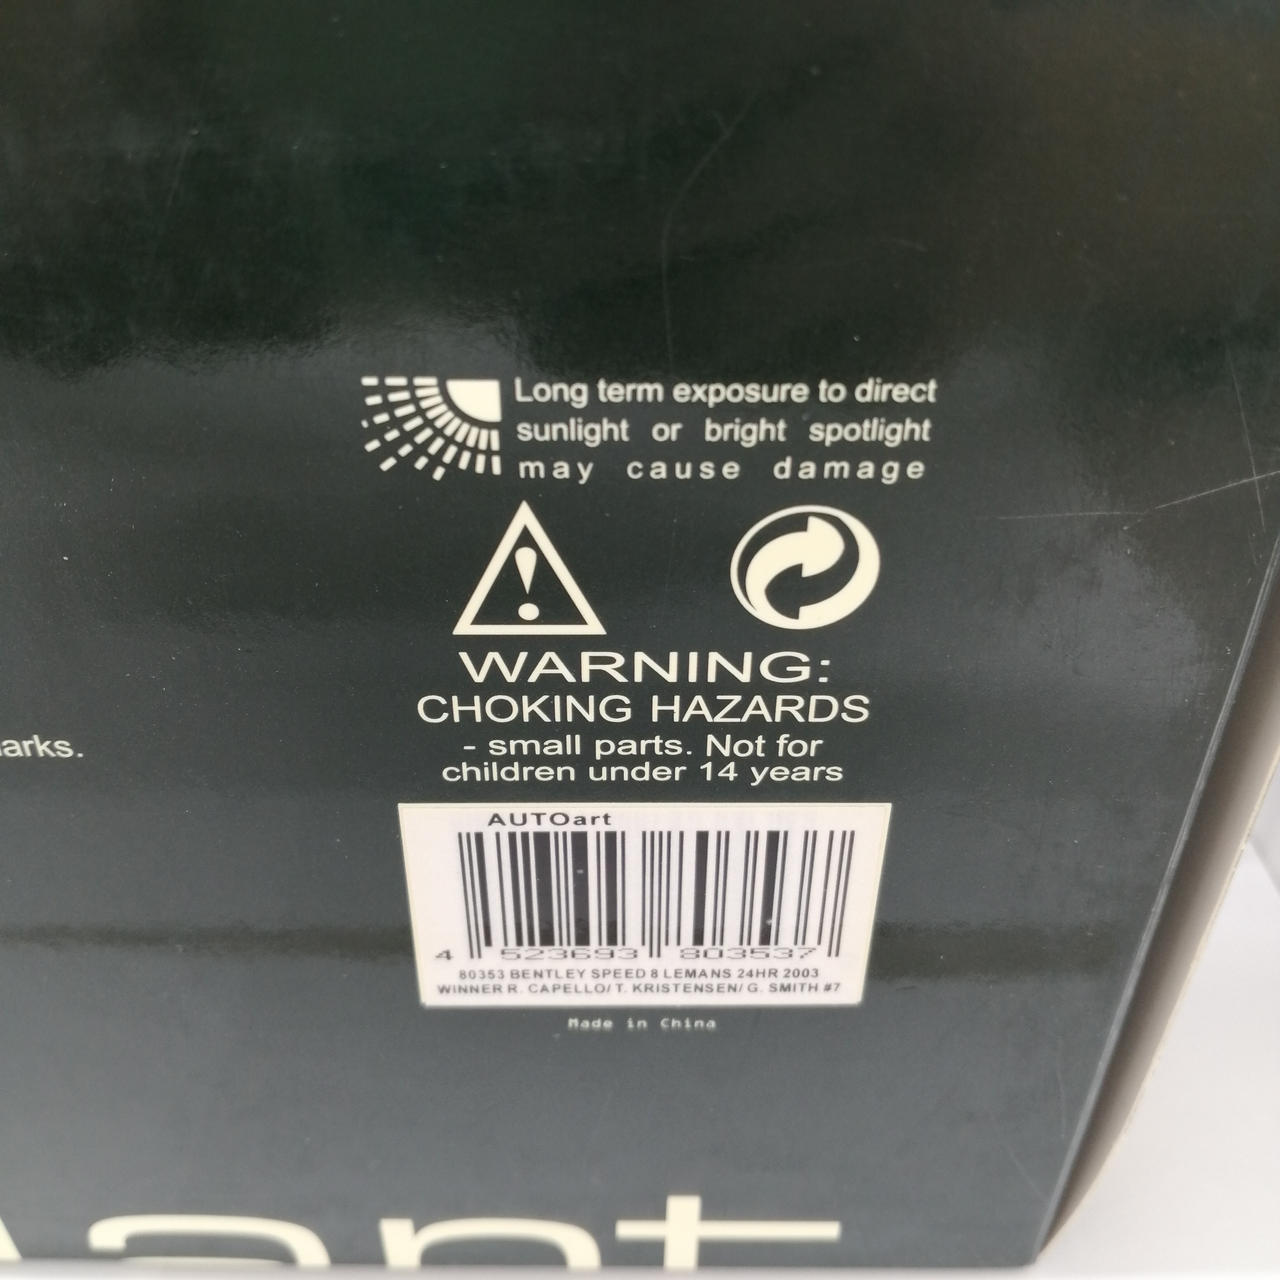 Long term exposure to direct
sunlight or bright spotlight
may cause damage
WARNING:
CHOKING HAZARDS
- small parts. Not for
children under 14 years
arks.
AUTOart
4 523693 803537
80353 BENTLEY SPEED 8 LEMANS 24HR 2003
WINNER R. CAPELLO/ T. KRISTENSEN/ G. SMITH #7
Made in China
art